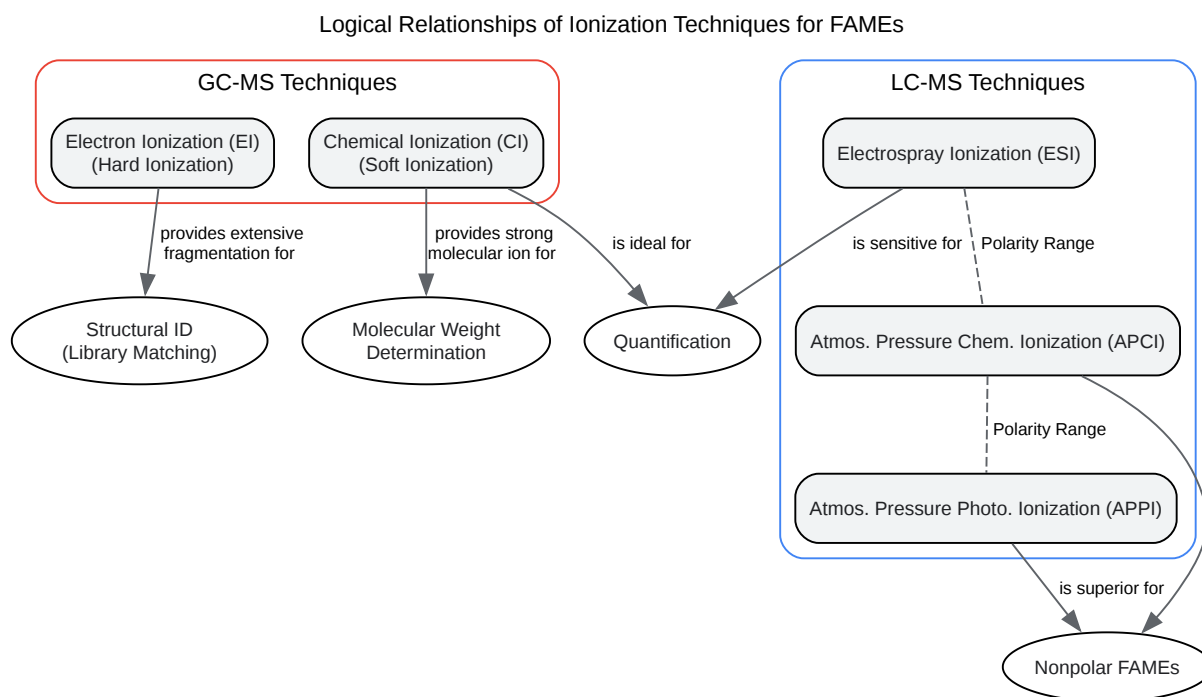 Logical Relationships of Ionization Techniques for FAMEs
GC-MS Techniques
LC-MS Techniques
Electron Ionization (EI)
(Hard Ionization)
Chemical Ionization (CI)
(Soft Ionization)
Electrospray Ionization (ESI)
provides extensive
fragmentation for
provides strong
molecular ion for
is ideal for
is sensitive for
Polarity Range
Structural ID
(Library Matching)
Molecular Weight
Determination
Quantification
Atmos. Pressure Chem. Ionization (APCI)
Polarity Range
Atmos. Pressure Photo. Ionization (APPI)
is superior for
Nonpolar FAMEs